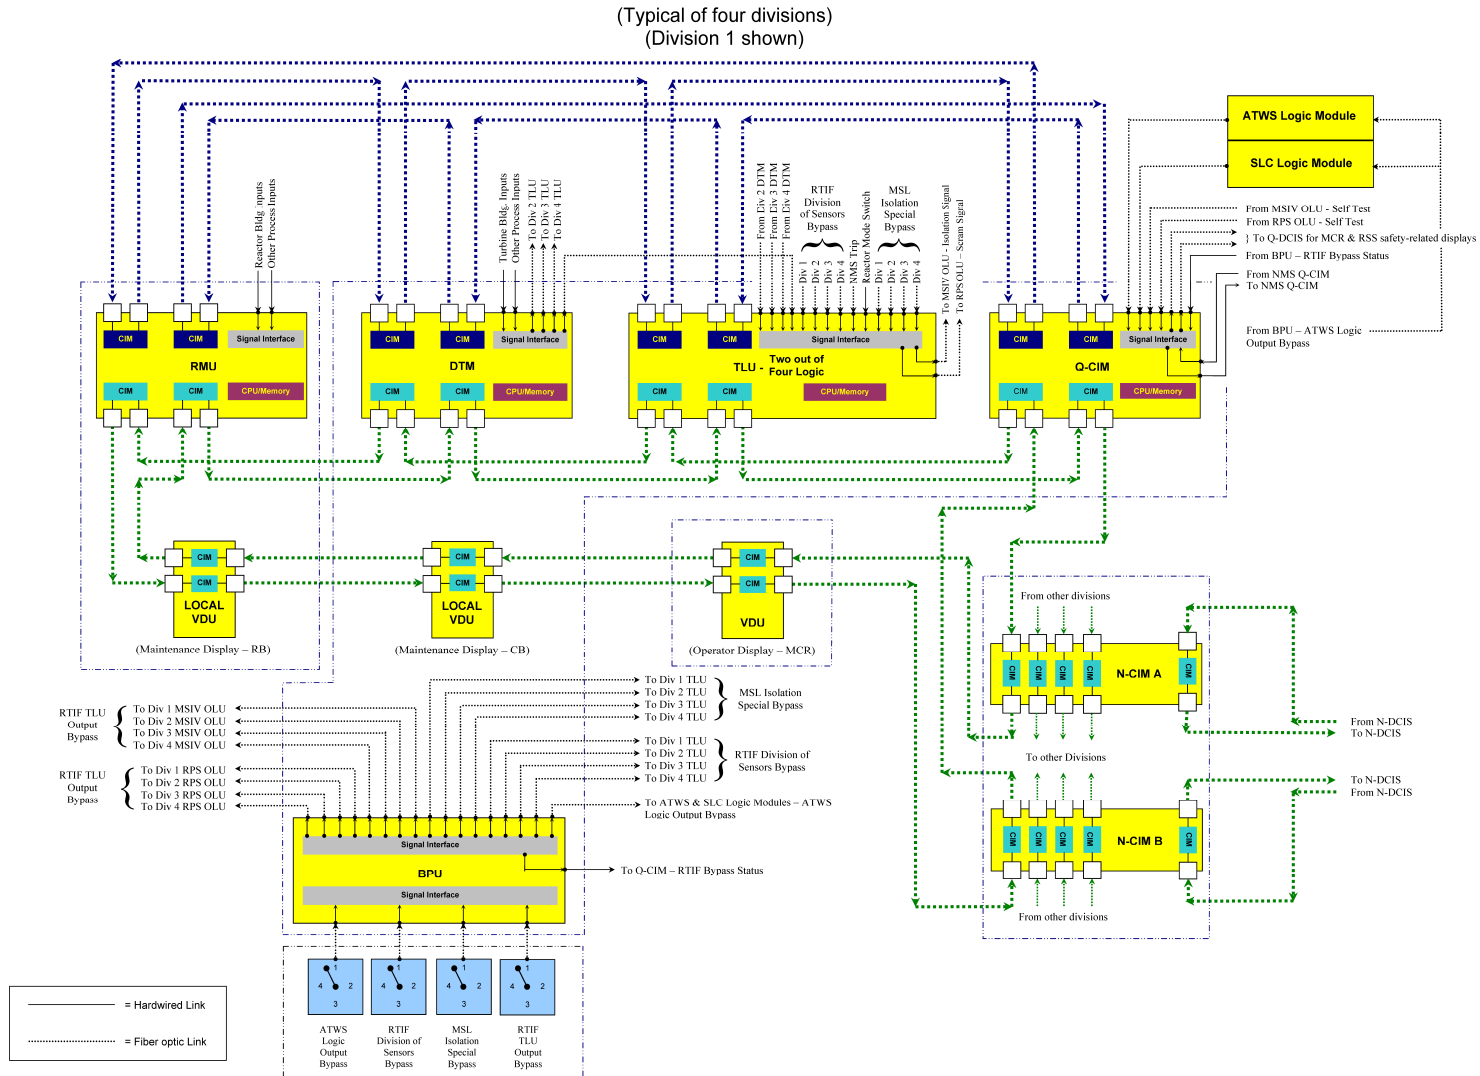 (Typical of four divisions)
(Division 1 shown)
ATWS Logic Module
SLC Logic Module
Reactor Bldg Inputs
Other Process Inputs
Turbine Bldg. Inputs
Other Process Inputs
To Div 2 TLU
To Div 3 TLU
To Div 4 TLU
From Div 2 DTM
From Div 3 DTM
From Div 4 DTM
RTIF
Division
of Sensors
Bypass
Div 1
Div 2
Div 3
Div 4
NMS Trip
Reactor Mode Switch
MSL
Isolation
Special
Bypass
Div 1
Div 2
Div 3
Div 4
To MSIV OLU - Isolation Signal
To RPS OLU – Scram Signal
From MSIV OLU - Self Test
From RPS OLU - Self Test
} To Q-DCIS for MCR & RSS safety-related displays
From BPU – RTIF Bypass Status
From NMS Q-CIM
To NMS Q-CIM
From BPU – ATWS Logic
Output Bypass
CIM
CIM
Signal Interface
RMU
CIM
CIM
CPU/Memory
CIM
CIM
Signal Interface
DTM
CIM
CIM
CPU/Memory
CIM
CIM
Signal Interface
TLU - Two out of
Four Logic
CIM
CIM
CPU/Memory
CIM
CIM
Signal Interface
Q-CIM
CIM
CIM
CPU/Memory
CIM
CIM
LOCAL
VDU
(Maintenance Display – RB)
CIM
CIM
LOCAL
VDU
(Maintenance Display – CB)
CIM
CIM
VDU
(Operator Display – MCR)
From other divisions
CIM
CIM
CIM
CIM
N-CIM A
CIM
From N-DCIS
To N-DCIS
To other Divisions
To N-DCIS
From N-DCIS
CIM
CIM
CIM
CIM
N-CIM B
CIM
From other divisions
RTIF TLU
Output
Bypass
To Div 1 MSIV OLU
To Div 2 MSIV OLU
To Div 3 MSIV OLU
To Div 4 MSIV OLU
RTIF TLU
Output
Bypass
To Div 1 RPS OLU
To Div 2 RPS OLU
To Div 3 RPS OLU
To Div 4 RPS OLU
To Div 1 TLU
To Div 2 TLU
To Div 3 TLU
To Div 4 TLU
MSL Isolation
Special Bypass
To Div 1 TLU
To Div 2 TLU
To Div 3 TLU
To Div 4 TLU
RTIF Division of
Sensors Bypass
To ATWS & SLC Logic Modules – ATWS
Logic Output Bypass
Signal Interface
BPU
To Q-CIM – RTIF Bypass Status
Signal Interface
1
4 2
3
1
4 2
3
1
4 2
3
1
4 2
3
ATWS
Logic
Output
Bypass
RTIF
Division of
Sensors
Bypass
MSL
Isolation
Special
Bypass
RTIF
TLU
Output
Bypass
= Hardwired Link
= Fiber optic Link